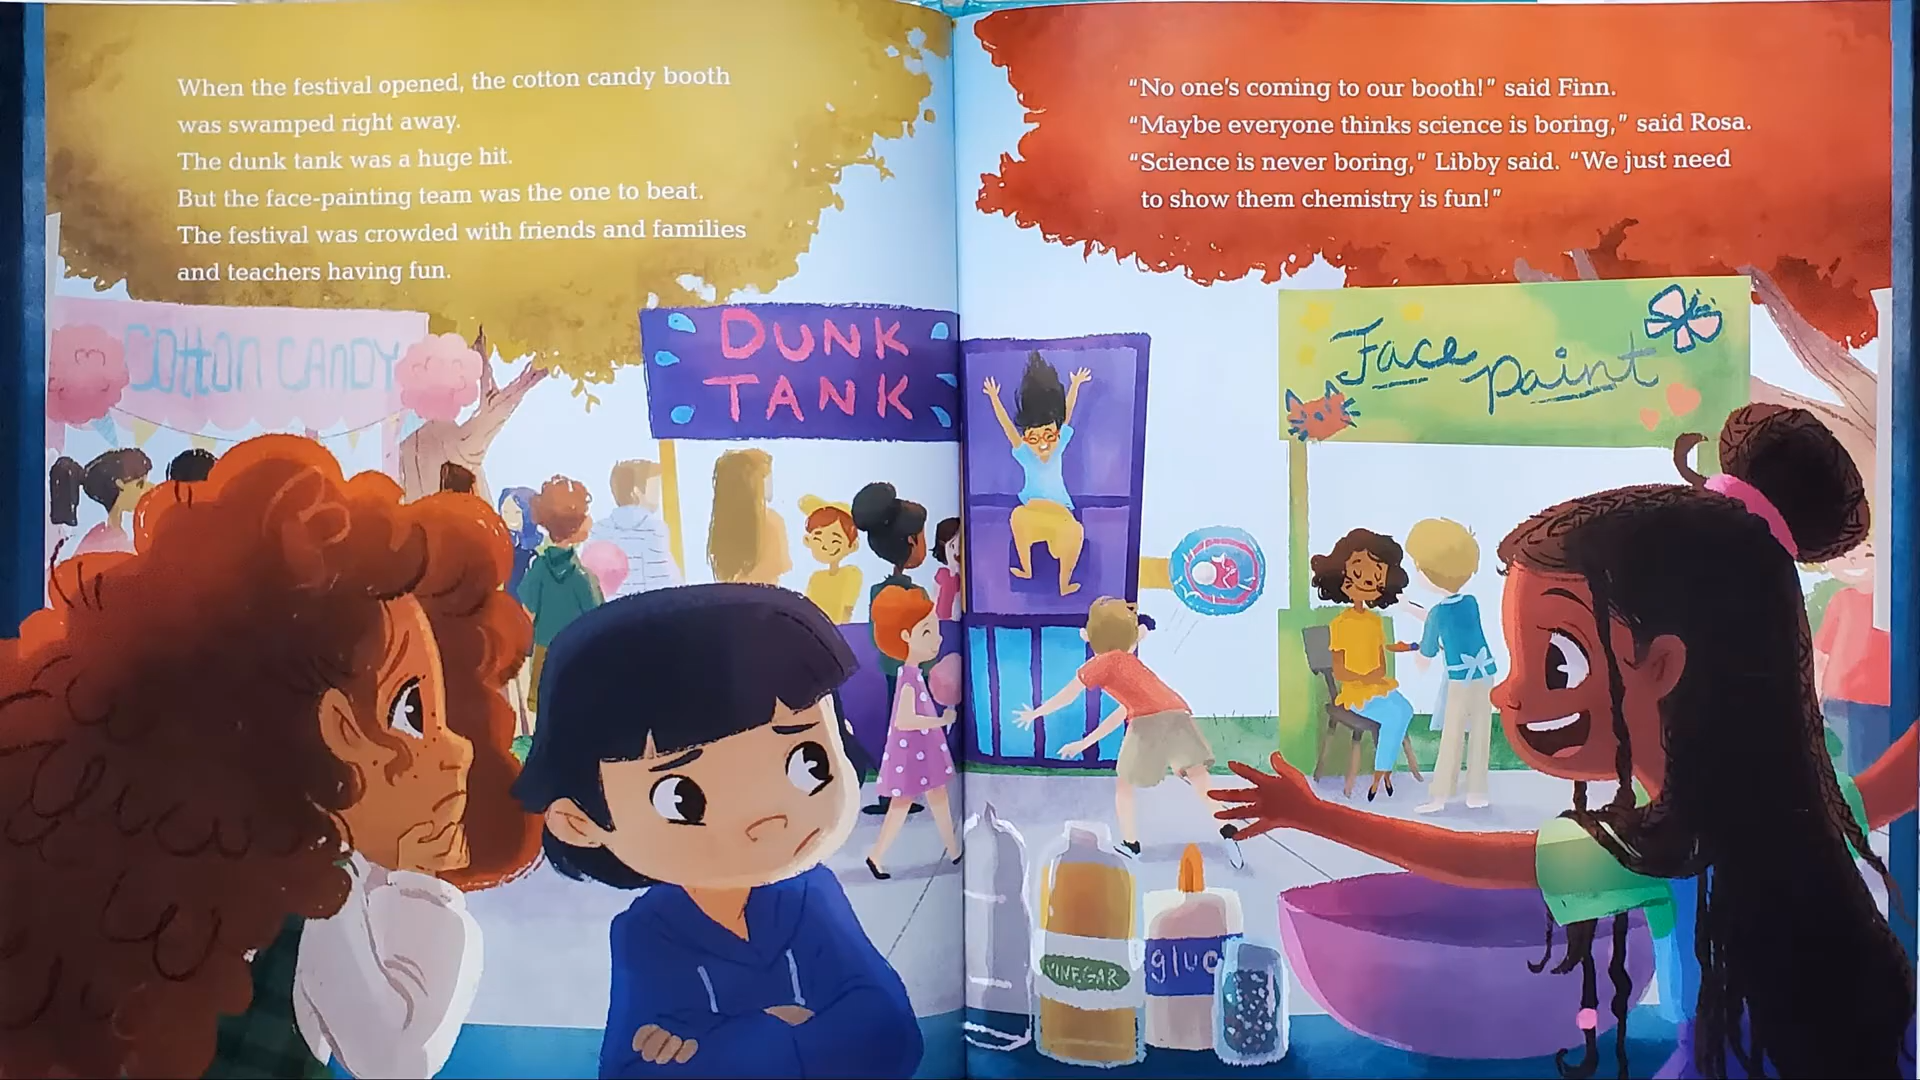 When the festival opened, the cotton candy booth
was swamped right away.
The dunk tank was a huge hit.
But the face-painting team was the one to beat.
The festival was crowded with friends and families
and teachers having fun.
COTTON CANDY
DUNK
TANK
“No one’s coming to our booth!” said Finn.
“Maybe everyone thinks science is boring,” said Rosa.
“Science is never boring,” Libby said. “We just need
to show them chemistry is fun!”
Face
Paint
VINEGAR
glue